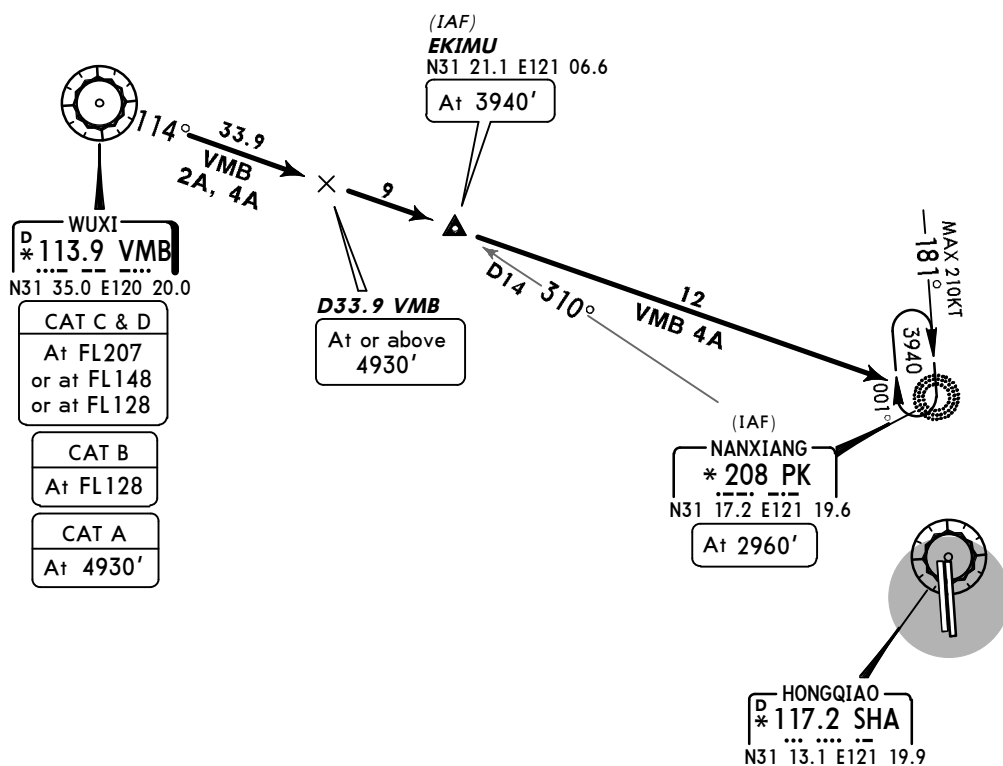 (IAF)
EKIMU
N31 21.1 E121 06.6
At 3940'
114°
33.9
VMB
2A, 4A
9
WUXI
D
* 113.9 VMB
N31 35.0 E120 20.0
CAT C & D
At FL207
or at FL148
or at FL128
CAT B
At FL128
CAT A
At 4930'
D33.9 VMB
At or above
4930'
D14 310°
12
VMB 4A
MAX 210KT
181°
3940
001°
(IAF)
NANXIANG
* 208 PK
N31 17.2 E121 19.6
At 2960'
HONGQIAO
D
* 117.2 SHA
N31 13.1 E121 19.9